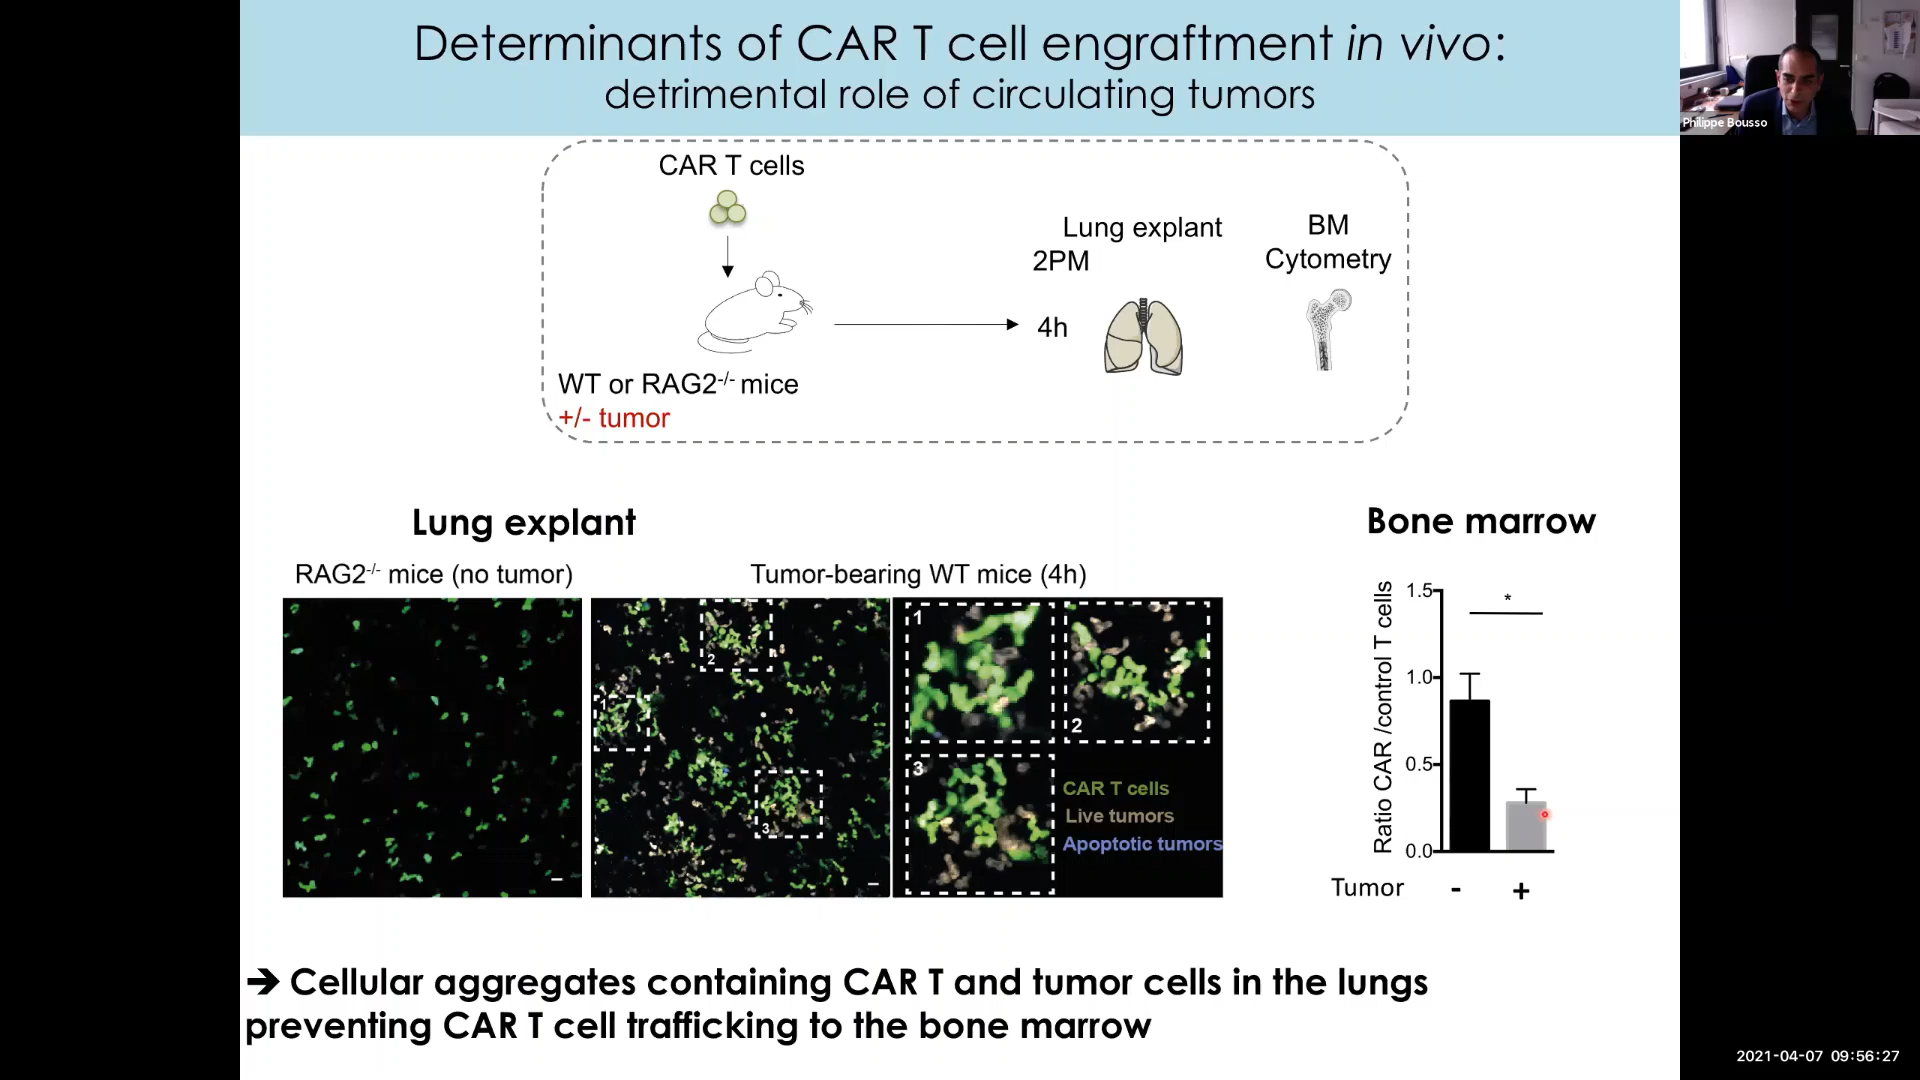 Determinants of CAR T cell engraftment in vivo:
detrimental role of circulating tumors
Philippe Bousso
CAR T cells
Lung explant
2PM
4h
BM
Cytometry
WT or RAG2-/- mice
+/- tumor
Lung explant
RAG2-/- mice (no tumor)
Tumor-bearing WT mice (4h)
1
2
3
1
2
3
CAR T cells
Live tumors
Apoptotic tumors
Bone marrow
Ratio CAR /control T cells
1.5
1.0
0.5
0.0
*
Tumor - +
➔ Cellular aggregates containing CAR T and tumor cells in the lungs
preventing CAR T cell trafficking to the bone marrow
2021-04-07 09:56:27